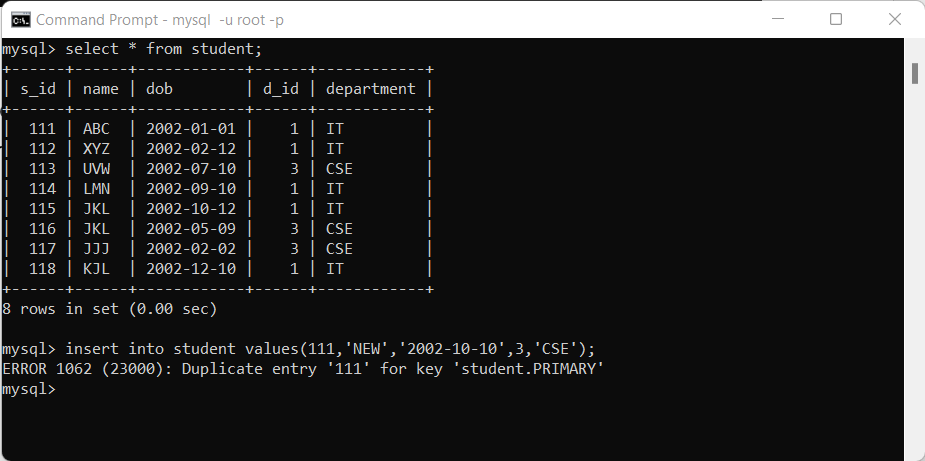 Command Prompt - mysql  -u root -p
mysql> select * from student;
+------+------+------------+------+------------+
| s_id | name | dob        | d_id | department |
+------+------+------------+------+------------+
|  111 | ABC  | 2002-01-01 |    1 | IT         |
|  112 | XYZ  | 2002-02-12 |    1 | IT         |
|  113 | UVW  | 2002-07-10 |    3 | CSE        |
|  114 | LMN  | 2002-09-10 |    1 | IT         |
|  115 | JKL  | 2002-10-12 |    1 | IT         |
|  116 | JKL  | 2002-05-09 |    3 | CSE        |
|  117 | JJJ  | 2002-02-02 |    3 | CSE        |
|  118 | KJL  | 2002-12-10 |    1 | IT         |
+------+------+------------+------+------------+
8 rows in set (0.00 sec)
mysql> insert into student values(111,'NEW','2002-10-10',3,'CSE');
ERROR 1062 (23000): Duplicate entry '111' for key 'student.PRIMARY'
mysql>